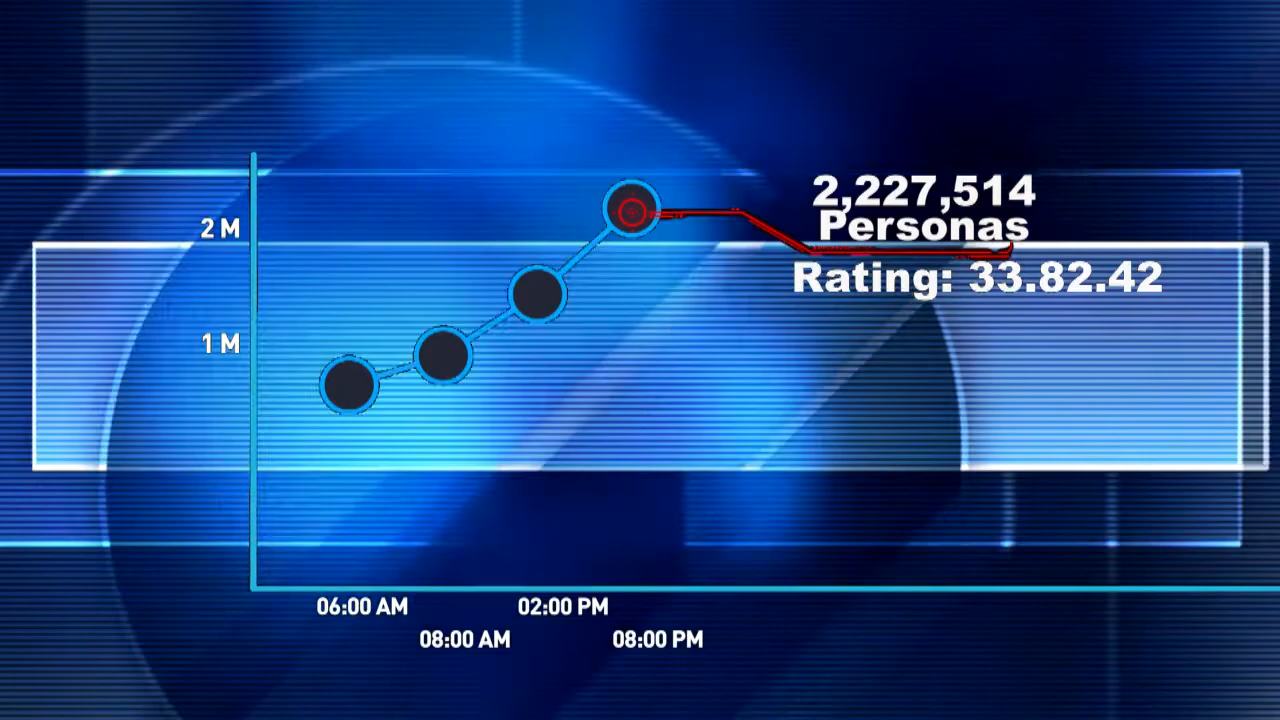 2,227,514
Personas
Rating: 33.82.42
2 M
1 M
06:00 AM
02:00 PM
08:00 AM
08:00 PM